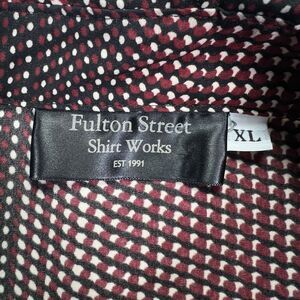 Fulton Street
Shirt Works
EST 1991
XL